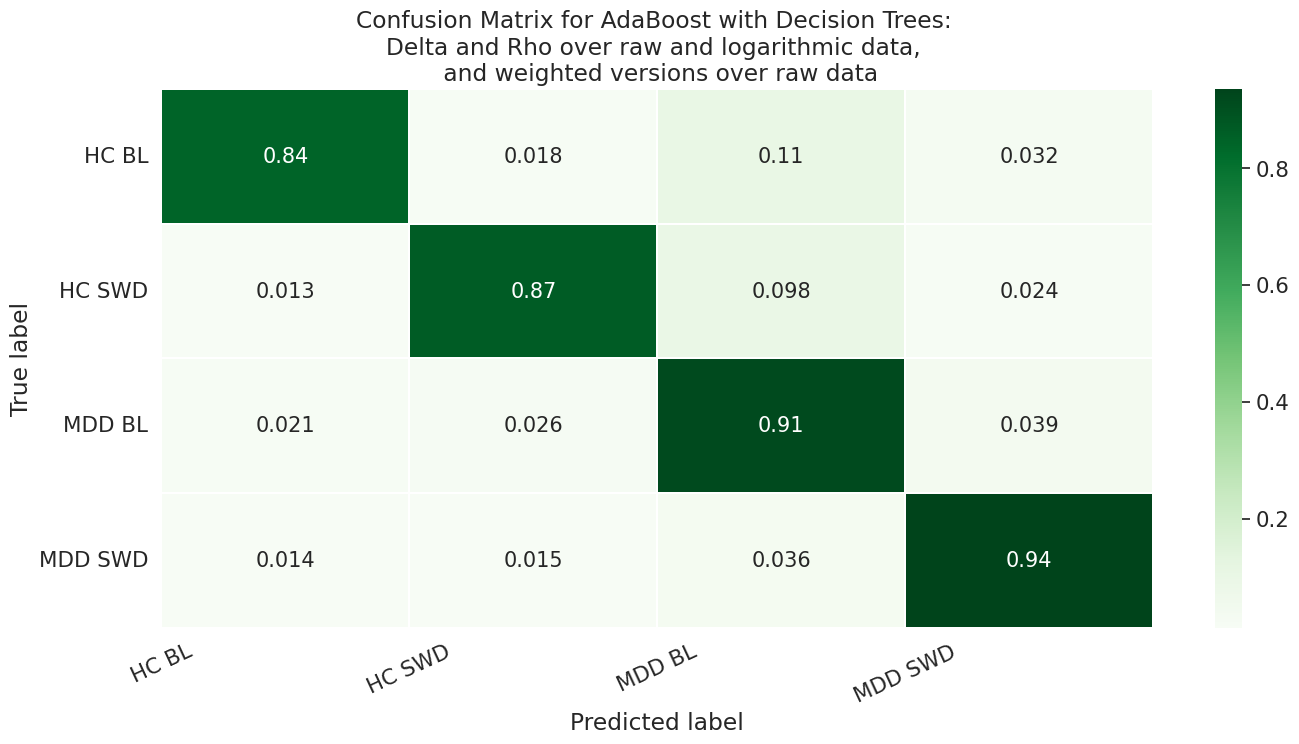 Confusion Matrix for AdaBoost with Decision Trees:
Delta and Rho over raw and logarithmic data,
and weighted versions over raw data
True label
HC BL 0.84 0.018 0.11 0.032
HC SWD 0.013 0.87 0.098 0.024
MDD BL 0.021 0.026 0.91 0.039
MDD SWD 0.014 0.015 0.036 0.94
HC BL HC SWD MDD BL MDD SWD
Predicted label
0.8
0.6
0.4
0.2